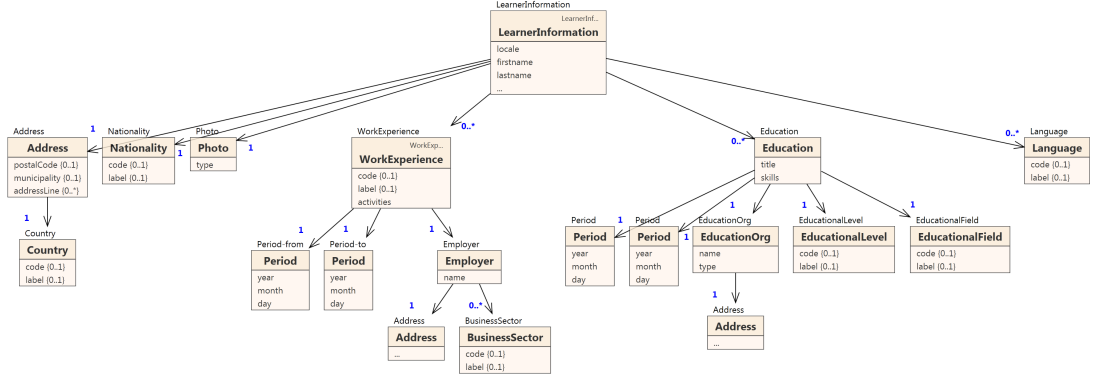 LearnerInformation
LearnerInf...
LearnerInformation
locale
firstname
lastname
...
Address
1
Address
postalCode {0..1}
municipality {0..1}
addressLine {0..*}
Nationality
1
Nationality
code {0..1}
label {0..1}
Photo
1
Photo
type
WorkExperience
0..*
WorkExp...
WorkExperience
code {0..1}
label {0..1}
activities
Education
0..*
Education
title
skills
Language
0..*
Language
code {0..1}
label {0..1}
1
Country
Country
code {0..1}
label {0..1}
1
Period-from
Period
year
month
day
1
Period-to
Period
year
month
day
1
Employer
Employer
name
1
Address
Address
...
0..*
BusinessSector
BusinessSector
code {0..1}
label {0..1}
Period
1
Period
year
month
day
Period
1
Period
year
month
day
1
EducationOrg
EducationOrg
name
type
1
EducationalLevel
EducationalLevel
code {0..1}
label {0..1}
1
EducationalField
EducationalField
code {0..1}
label {0..1}
1
Address
Address
...